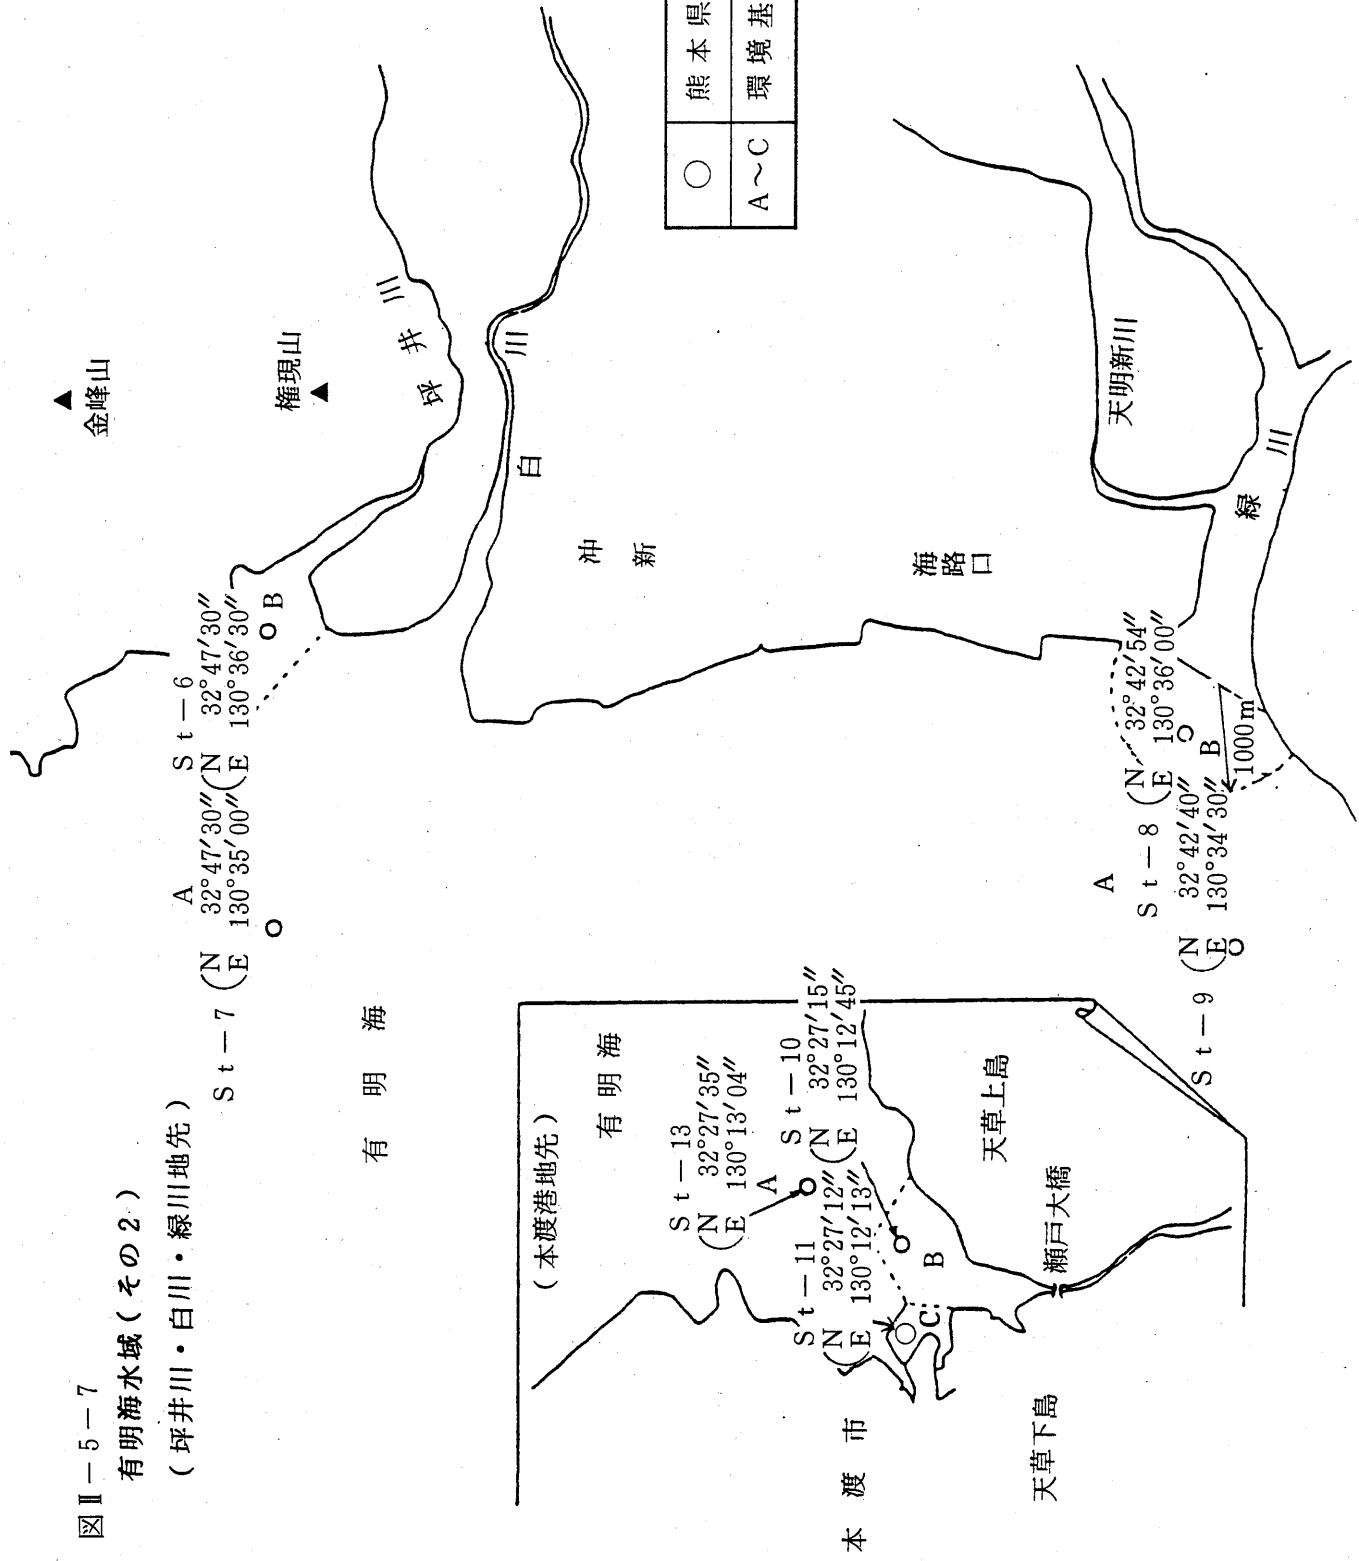 図Ⅱ－5－7
有明海水域（その２）
（坪井川・白川・緑川地先）
金峰山
権現山
坪井川
白川
沖新
海路口
天明新川
緑川
有明海
A
St－6
(N 32°47′30″
E 130°36′30″
B
St－7
(N 32°47′30″
E 130°35′00″
A
St－8
(N 32°42′54″
E 130°36′00″
B
1000m
St－9
(N 32°42′40″
E 130°34′30″
(本渡港地先)
有明海
St－13
(N 32°27′35″
E 130°13′04″
A
St－10
(N 32°27′15″
E 130°12′45″
St－11
(N 32°27′12″
E 130°12′13″
B
C
天草上島
瀬戸大橋
本渡市
天草下島
○ 熊本県
A～C 環境基